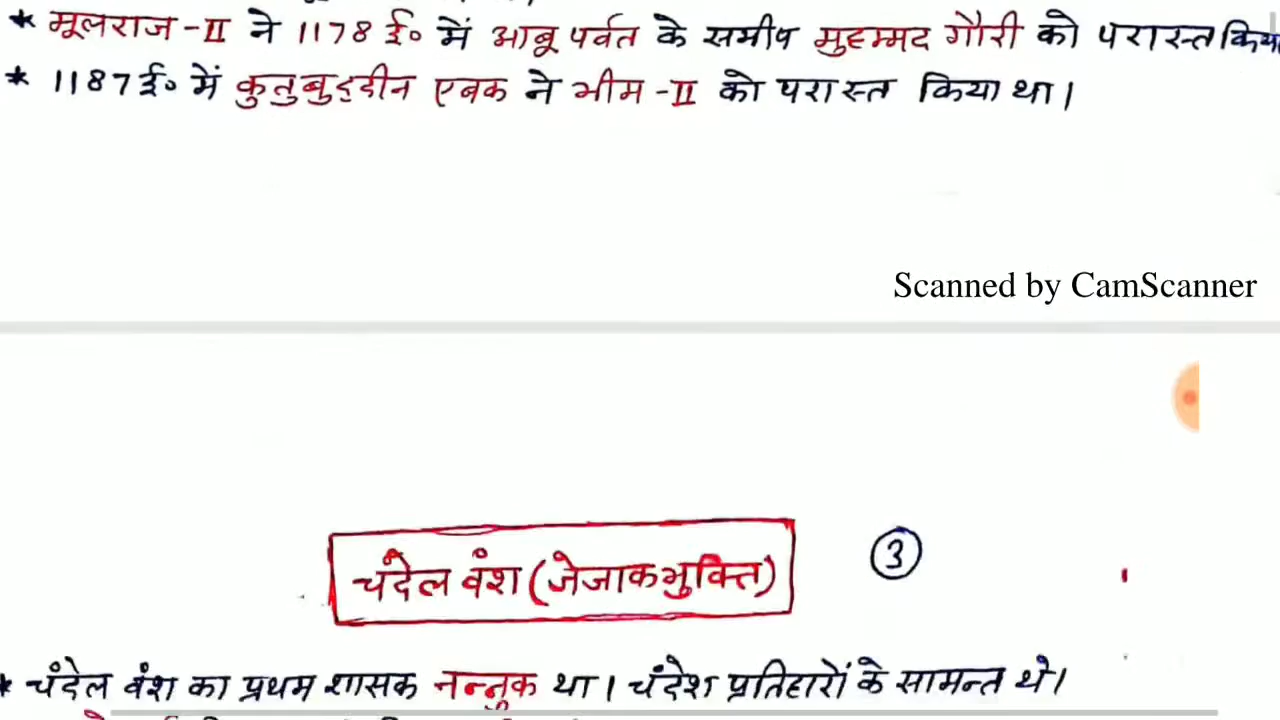 * मूलराज-II ने 1178 ई० में आबू पर्वत के समीप मुहम्मद गौरी को परास्त किया
* 1187 ई० में कुतुबुद्दीन एबक ने भीम-II को परास्त किया था।
Scanned by CamScanner
चंदेल वंश (जेजाकभुक्ति)
3
* चंदेल वंश का प्रथम शासक नन्नुक था। चंदेश प्रतिहारों के सामन्त थे।